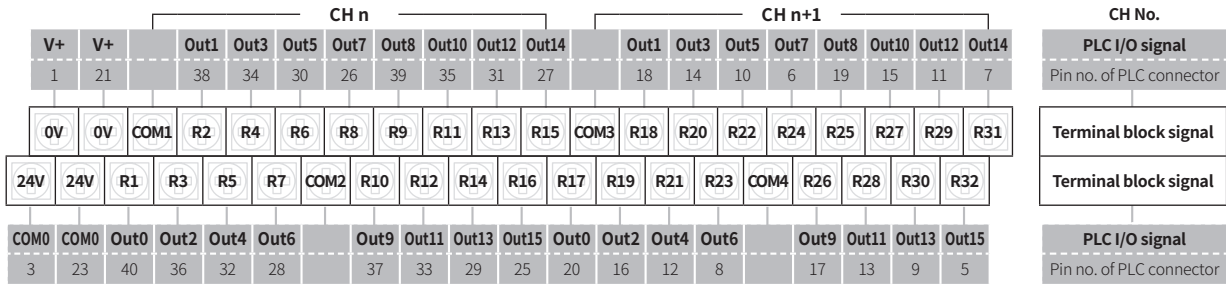 CH n CH n+1 CH No.
V+ V+ Out1 Out3 Out5 Out7 Out8 Out10 Out12 Out14 Out1 Out3 Out5 Out7 Out8 Out10 Out12 Out14 PLC I/O signal
1 21 38 34 30 26 39 35 31 27 18 14 10 6 19 15 11 7 Pin no. of PLC connector
0V 0V COM1 R2 R4 R6 R8 R9 R11 R13 R15 COM3 R18 R20 R22 R24 R25 R27 R29 R31 Terminal block signal
24V 24V R1 R3 R5 R7 COM2 R10 R12 R14 R16 R17 R19 R21 R23 COM4 R26 R28 R30 R32 Terminal block signal
COM0 COM0 Out0 Out2 Out4 Out6 Out9 Out11 Out13 Out15 Out0 Out2 Out4 Out6 Out9 Out11 Out13 Out15 PLC I/O signal
3 23 40 36 32 28 37 33 29 25 20 16 12 8 17 13 9 5 Pin no. of PLC connector